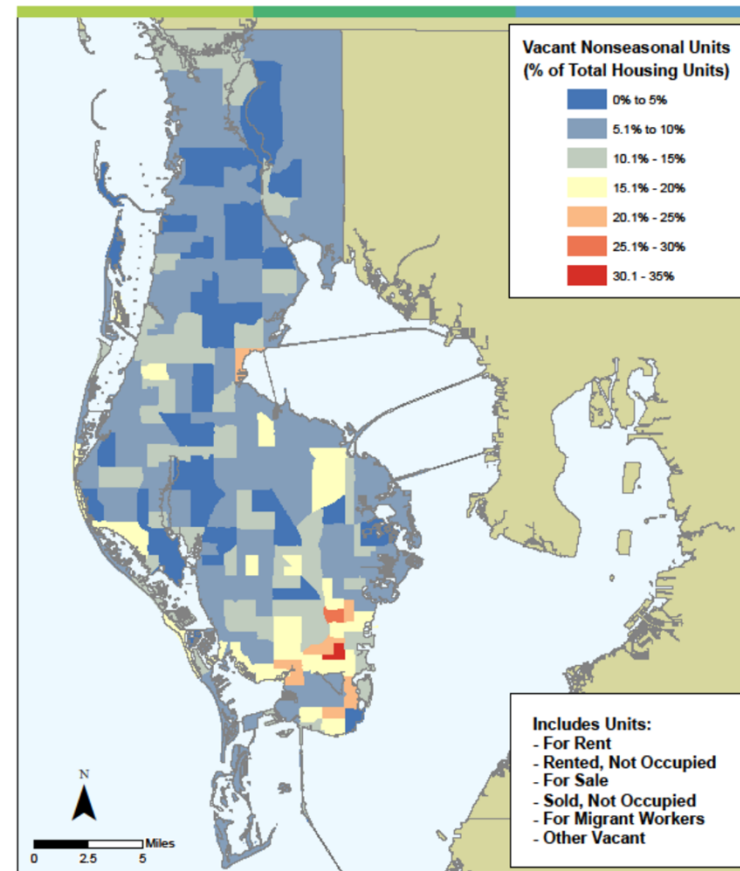 Vacant Nonseasonal Units
(% of Total Housing Units)
0% to 5%
5.1% to 10%
10.1% - 15%
15.1% - 20%
20.1% - 25%
25.1% - 30%
30.1 - 35%
Includes Units:
- For Rent
- Rented, Not Occupied
- For Sale
- Sold, Not Occupied
- For Migrant Workers
- Other Vacant
N
Miles
0 2.5 5